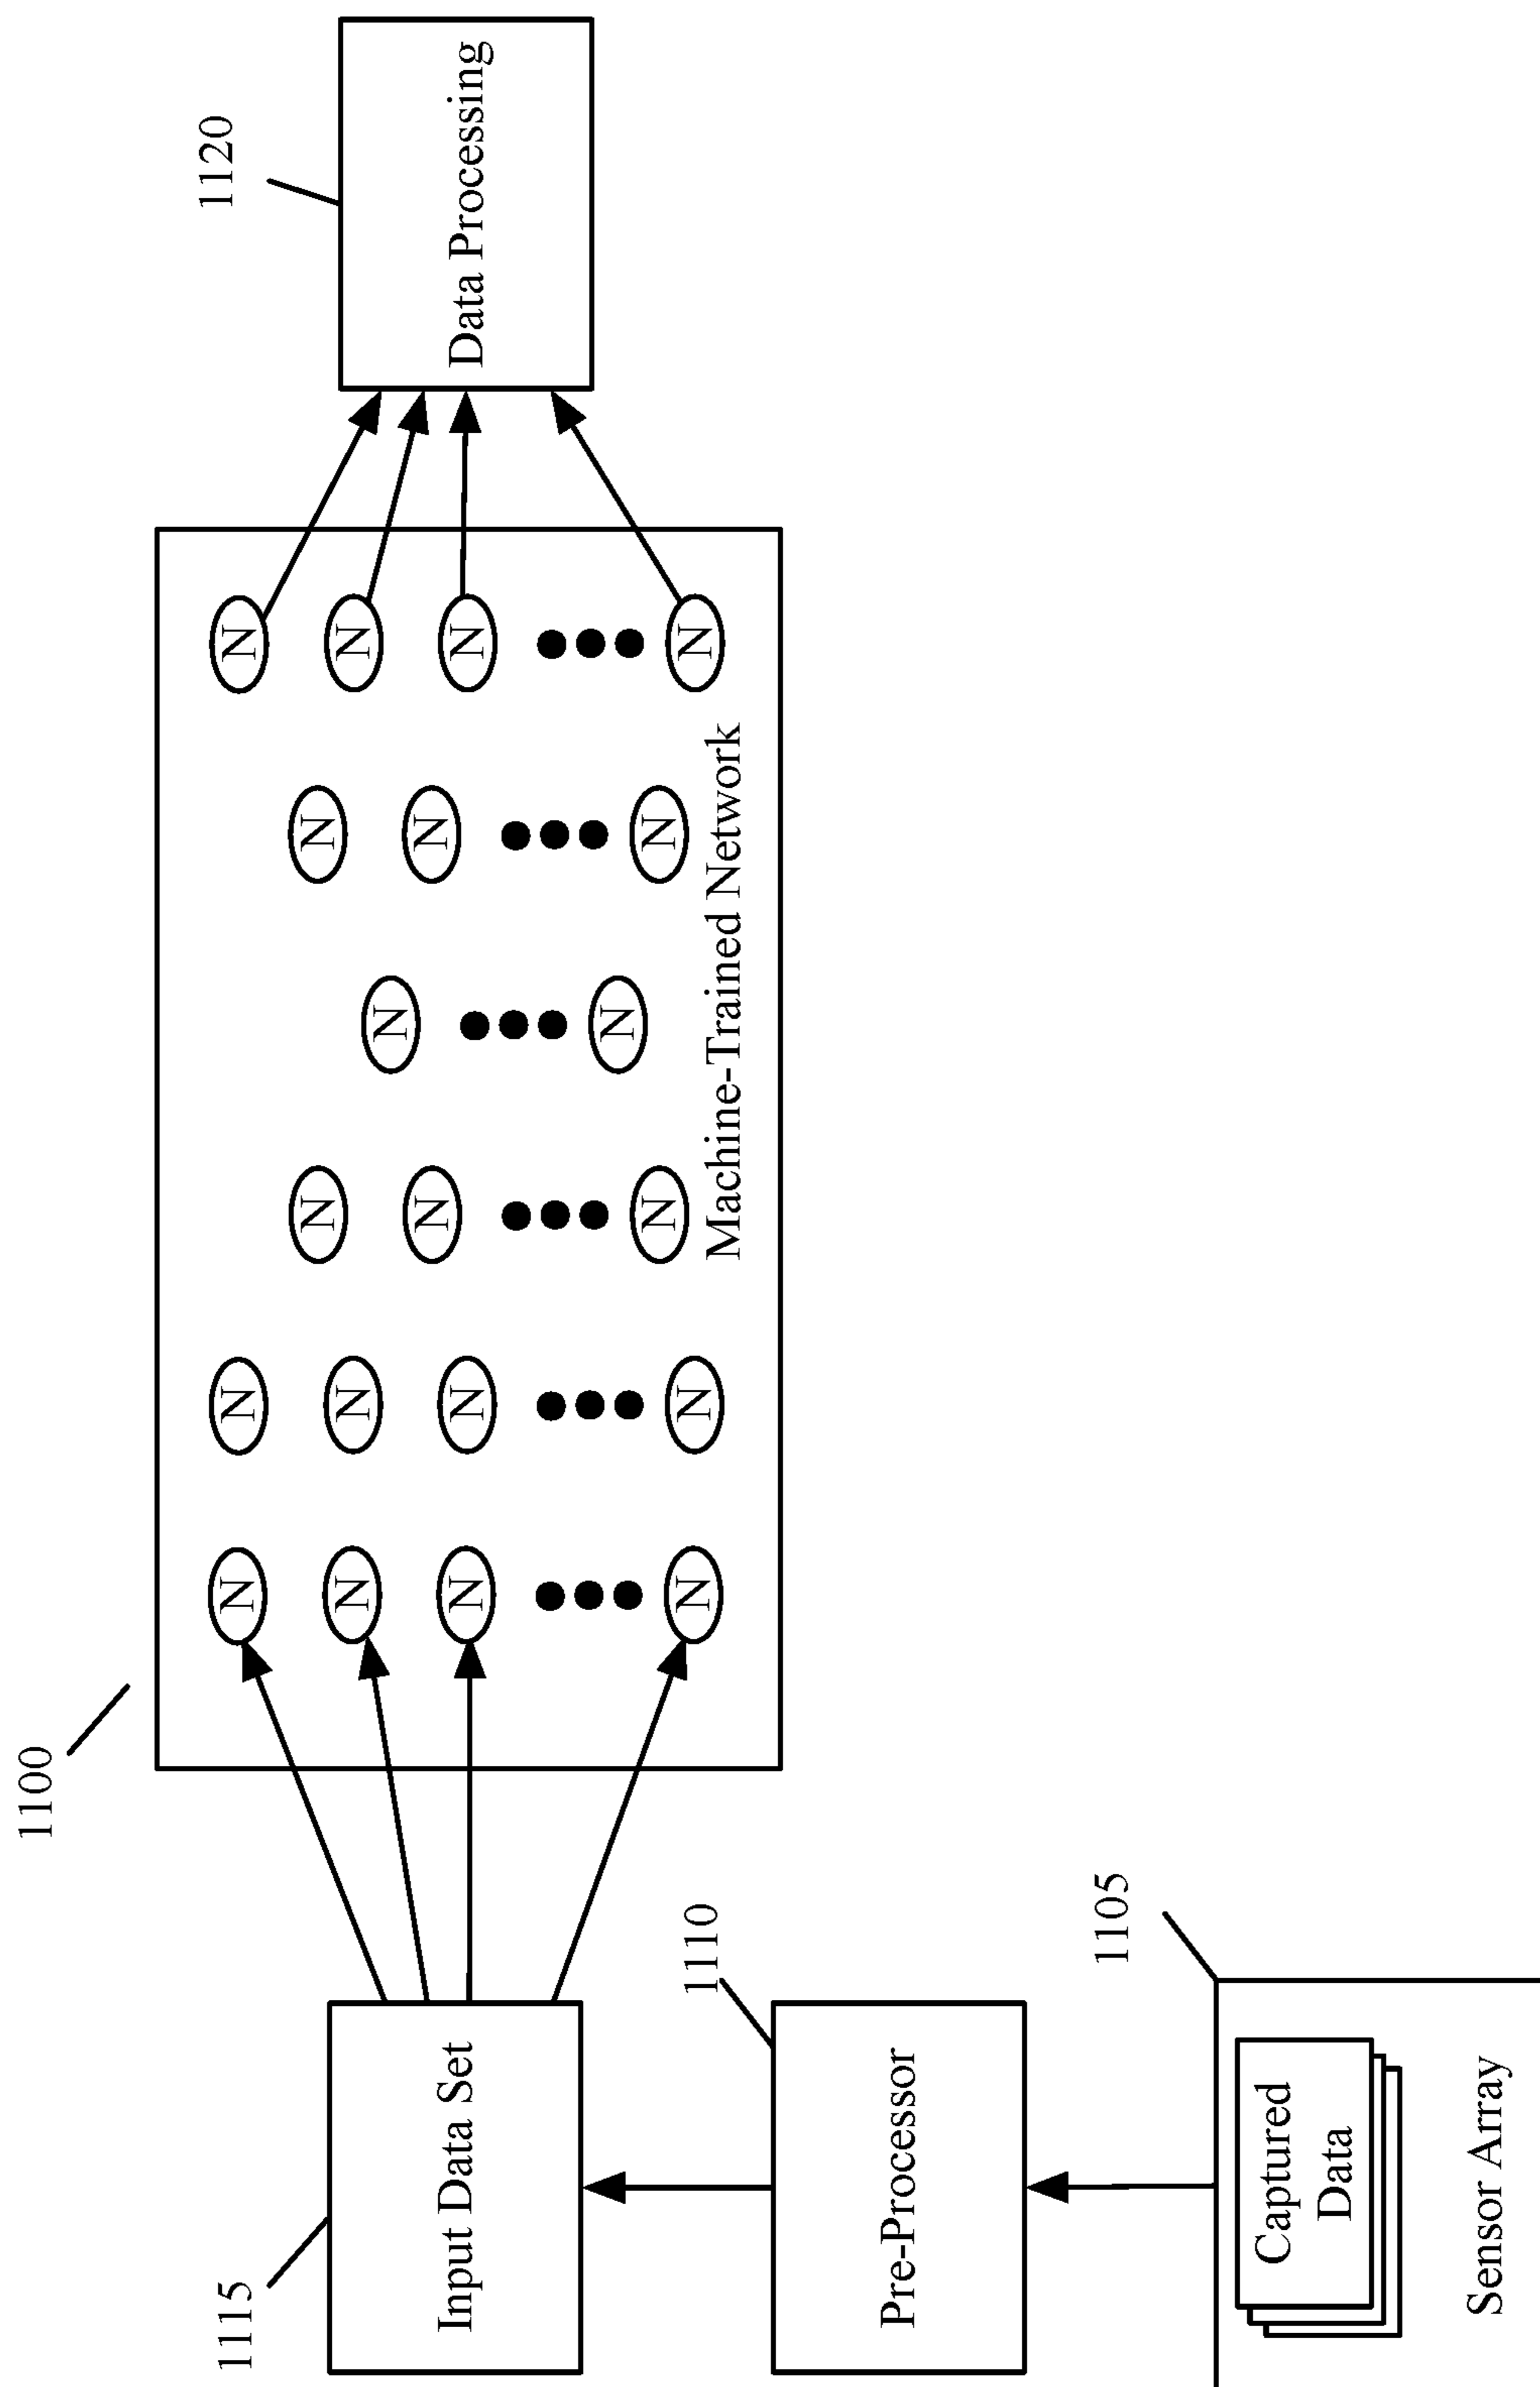 1100
N N N N N N
N N N N N N
N N N N N N
N N N N N N
Machine-Trained Network
1120
Data Processing
1115
Input Data Set
1110
Pre-Processor
1105
Captured
Data
Sensor Array